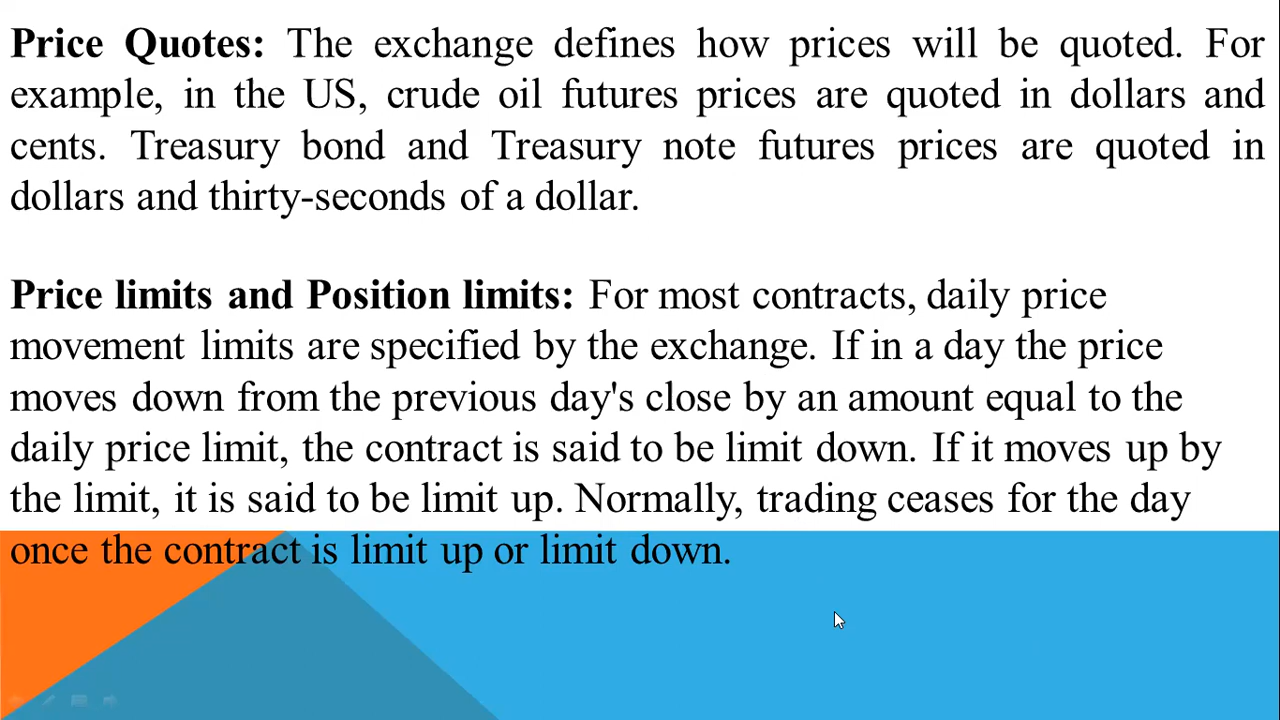 Price Quotes: The exchange defines how prices will be quoted. For
example, in the US, crude oil futures prices are quoted in dollars and
cents. Treasury bond and Treasury note futures prices are quoted in
dollars and thirty-seconds of a dollar.
Price limits and Position limits: For most contracts, daily price
movement limits are specified by the exchange. If in a day the price
moves down from the previous day's close by an amount equal to the
daily price limit, the contract is said to be limit down. If it moves up by
the limit, it is said to be limit up. Normally, trading ceases for the day
once the contract is limit up or limit down.